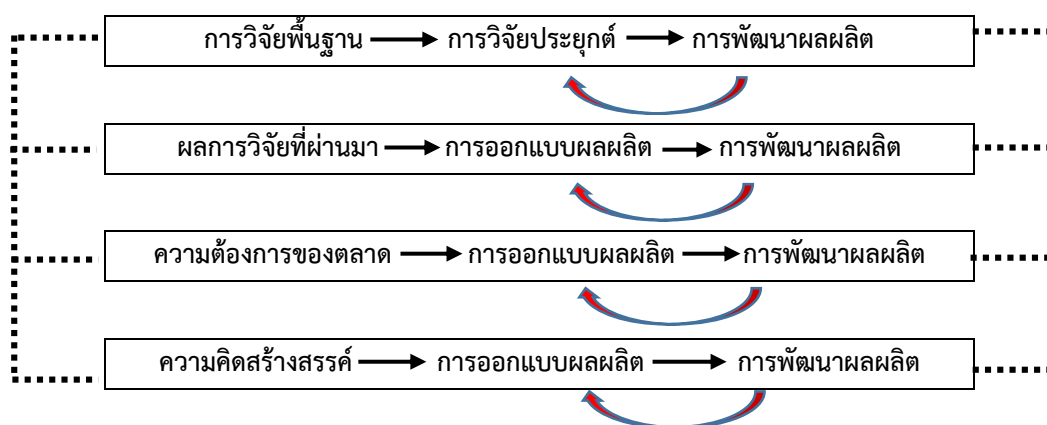 การวิจัยพื้นฐาน การวิจัยประยุกต์ การพัฒนาผลผลิต
ผลการวิจัยที่ผ่านมา การออกแบบผลผลิต การพัฒนาผลผลิต
ความต้องการของตลาด การออกแบบผลผลิต การพัฒนาผลผลิต
ความคิดสร้างสรรค์ การออกแบบผลผลิต การพัฒนาผลผลิต